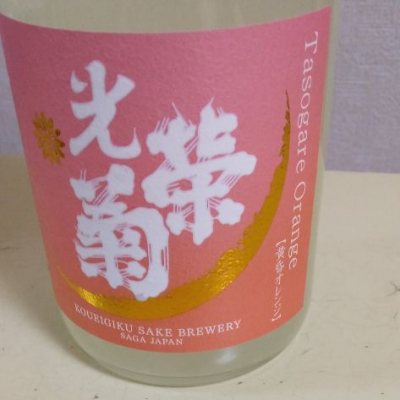 光栄菊
Tasogare Orange
【黄昏オレンジ】
KOUEIGIKU SAKE BREWERY
SAGA JAPAN